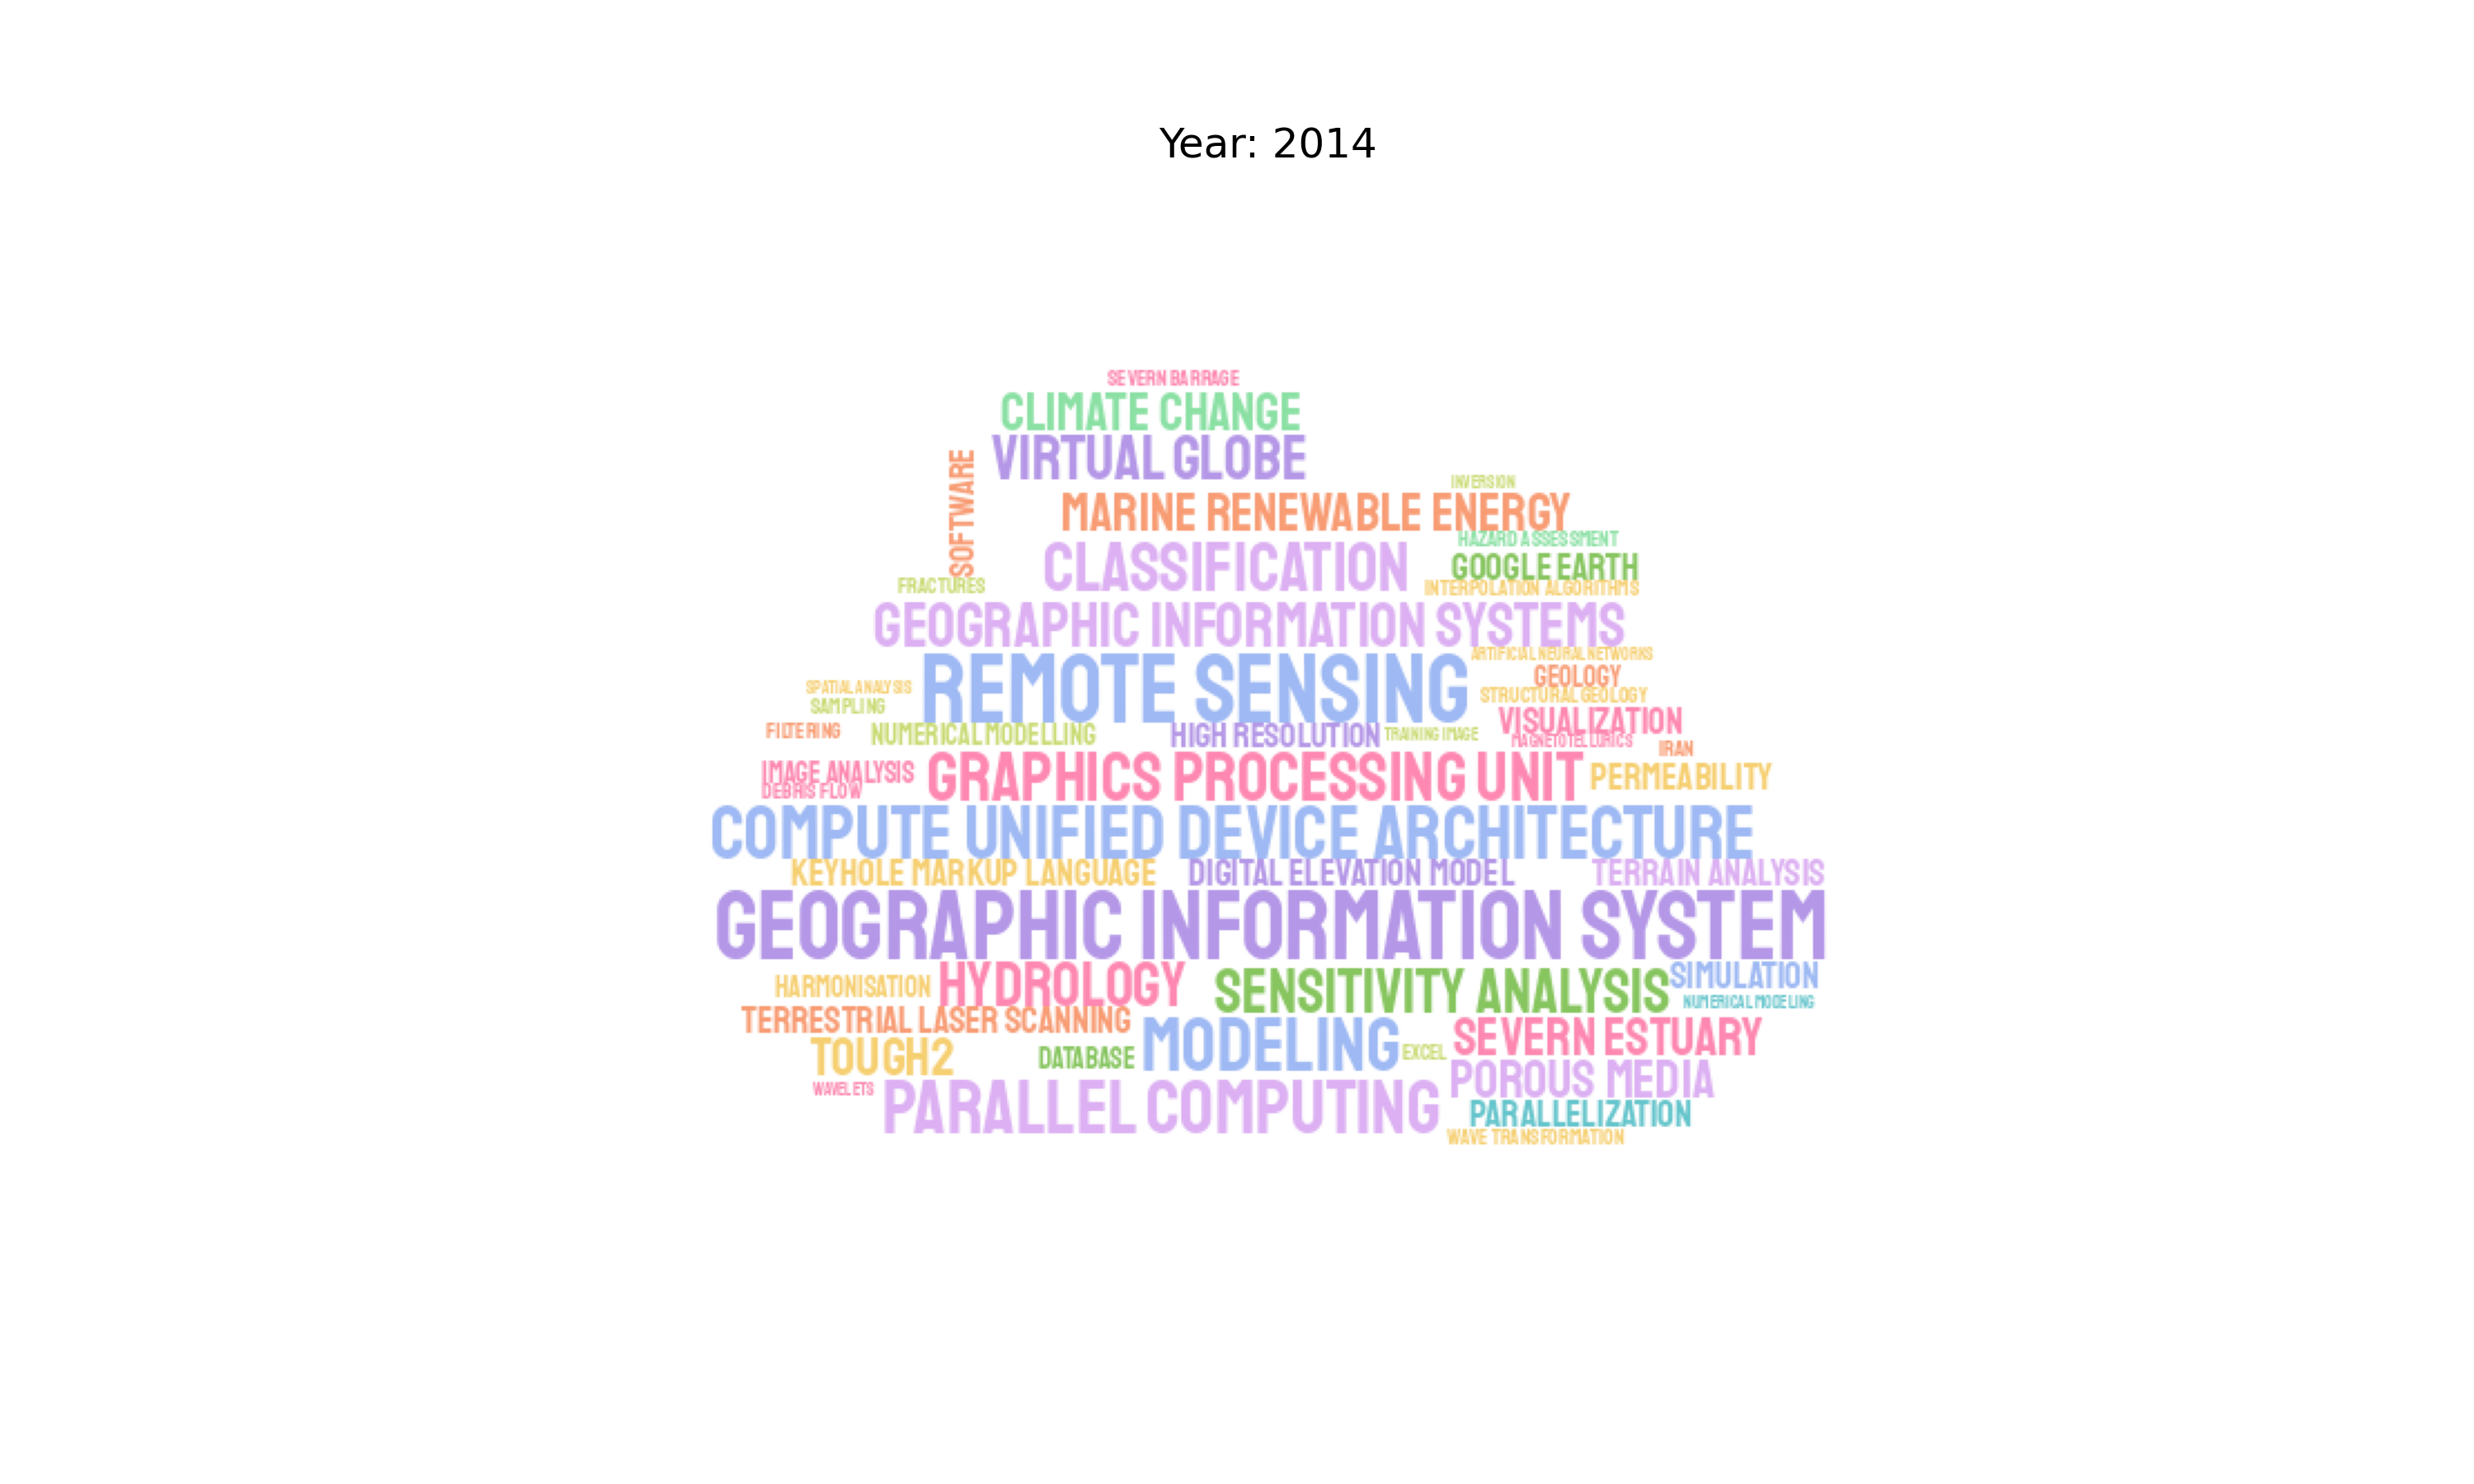 Year: 2014
SEVERN BARRAGE
CLIMATE CHANGE
VIRTUAL GLOBE
SOFTWARE
INVERSION
MARINE RENEWABLE ENERGY
HAZARD ASSESSMENT
CLASSIFICATION
GOOGLE EARTH
FRACTURES
INTERPOLATION ALGORITHMS
GEOGRAPHIC INFORMATION SYSTEMS
ARTIFICIAL NEURAL NETWORKS
REMOTE SENSING
GEOLOGY
SPATIAL ANALYSIS
STRUCTURAL GEOLOGY
SAMPLING
VISUALIZATION
FILTERING
NUMERICAL MODELLING
HIGH RESOLUTION
TRAINING IMAGE
MAGNETOTELLURICS
IRAN
IMAGE ANALYSIS
GRAPHICS PROCESSING UNIT
PERMEABILITY
DEBRIS FLOW
COMPUTE UNIFIED DEVICE ARCHITECTURE
KEYHOLE MARKUP LANGUAGE
DIGITAL ELEVATION MODEL
TERRAIN ANALYSIS
GEOGRAPHIC INFORMATION SYSTEM
HARMONISATION
HYDROLOGY
SENSITIVITY ANALYSIS
SIMULATION
NUMERICAL MODELING
TERRESTRIAL LASER SCANNING
MODELING
SEVERN ESTUARY
TOUGH2
DATABASE
EXCEL
POROUS MEDIA
WAVELETS
PARALLEL COMPUTING
PARALLELIZATION
WAVE TRANSFORMATION